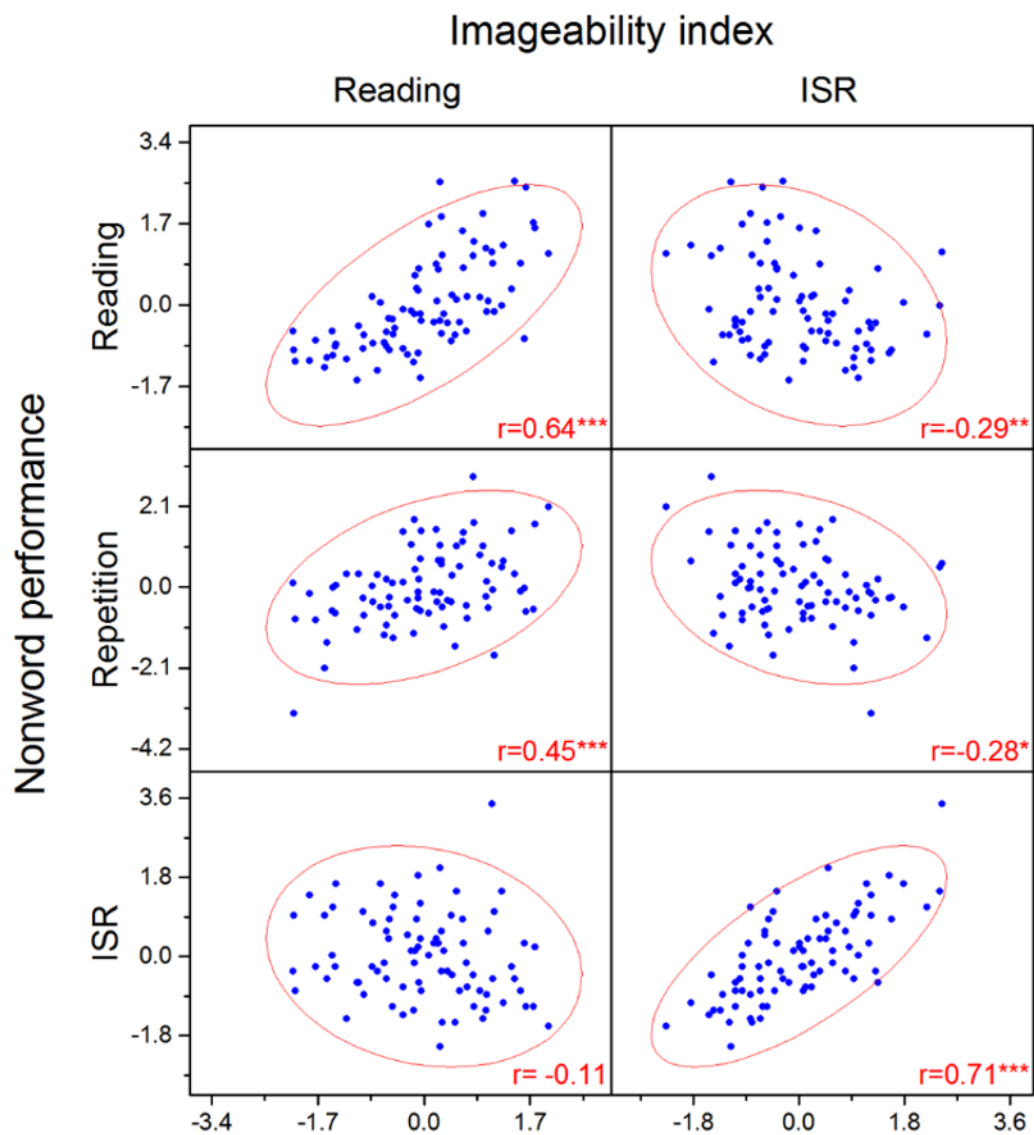 Imageability index
Reading ISR
Nonword performance
Reading
3.4
1.7
0.0
-1.7
r=0.64***
r=-0.29**
Repetition
2.1
0.0
-2.1
-4.2
r=0.45***
r=-0.28*
ISR
3.6
1.8
0.0
-1.8
r= -0.11
r=0.71***
-3.4 -1.7 0.0 1.7 -1.8 0.0 1.8 3.6